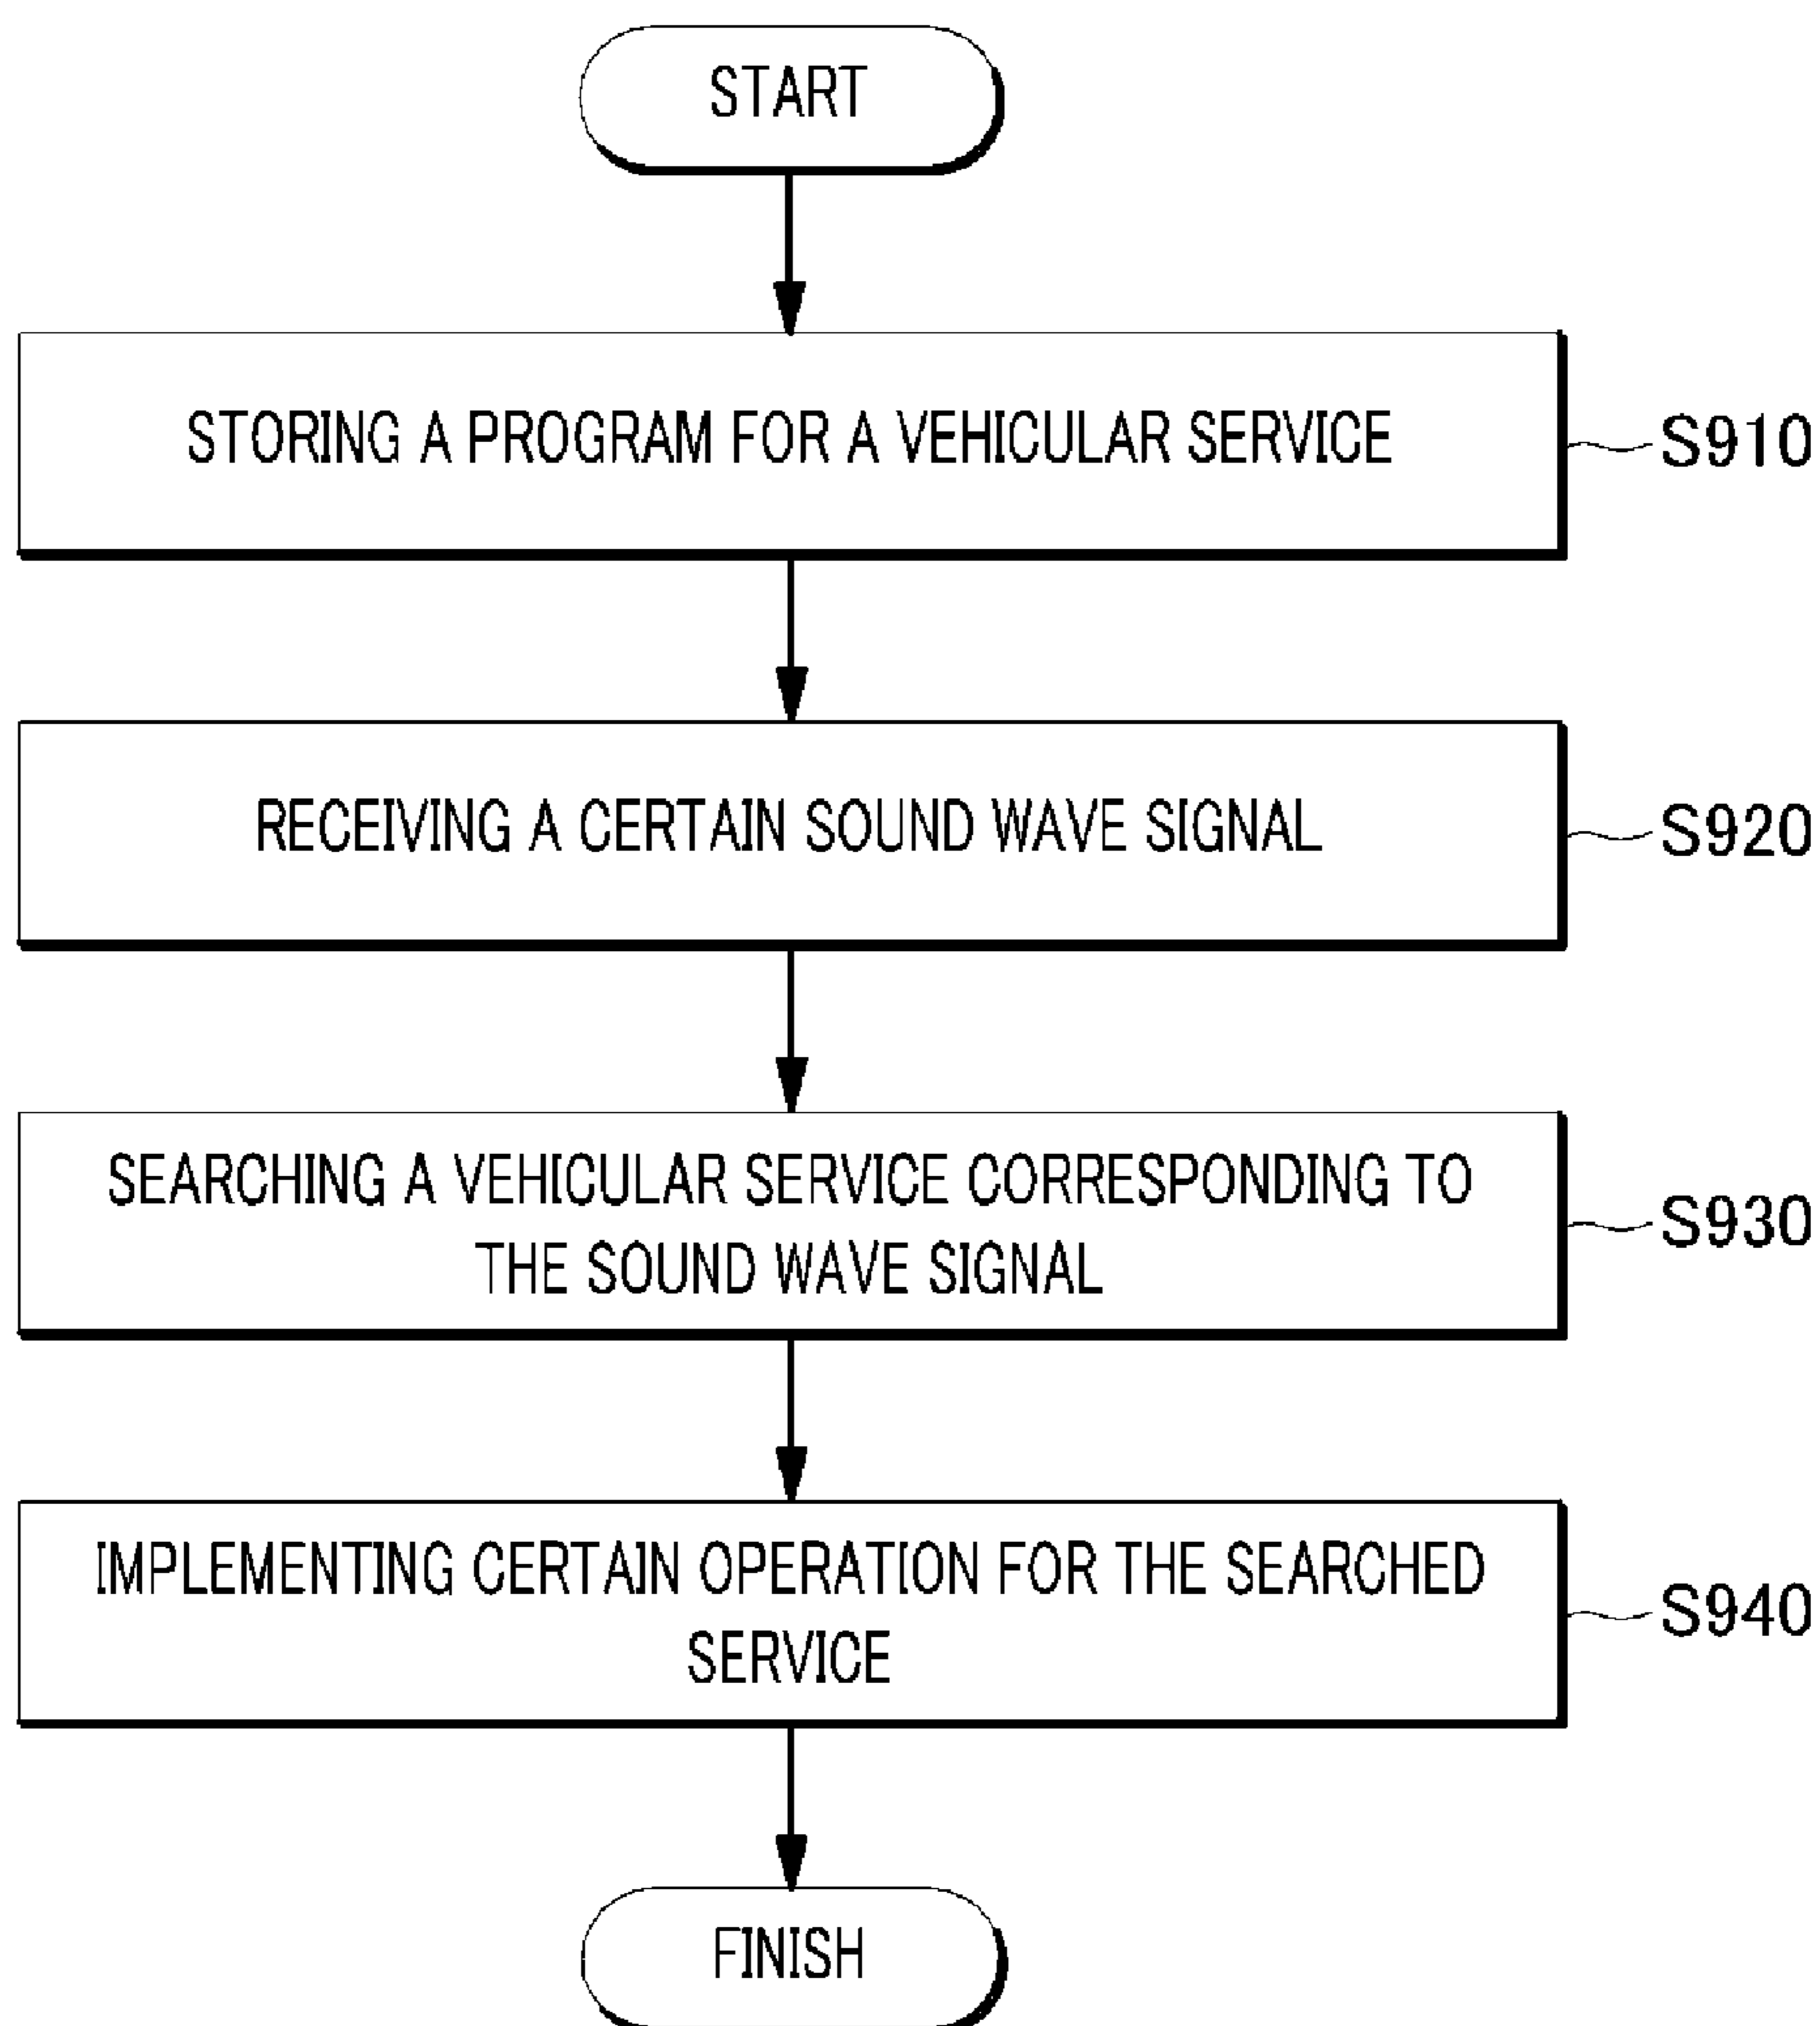 START
STORING A PROGRAM FOR A VEHICULAR SERVICE
S910
RECEIVING A CERTAIN SOUND WAVE SIGNAL
S920
SEARCHING A VEHICULAR SERVICE CORRESPONDING TO
THE SOUND WAVE SIGNAL
S930
IMPLEMENTING CERTAIN OPERATION FOR THE SEARCHED
SERVICE
S940
FINISH